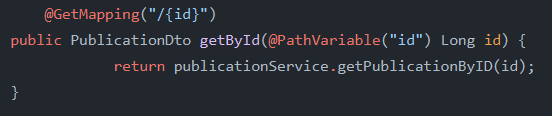 @GetMapping("/{id}")
public PublicationDto getById(@PathVariable("id") Long id) {
return publicationService.getPublicationByID(id);
}